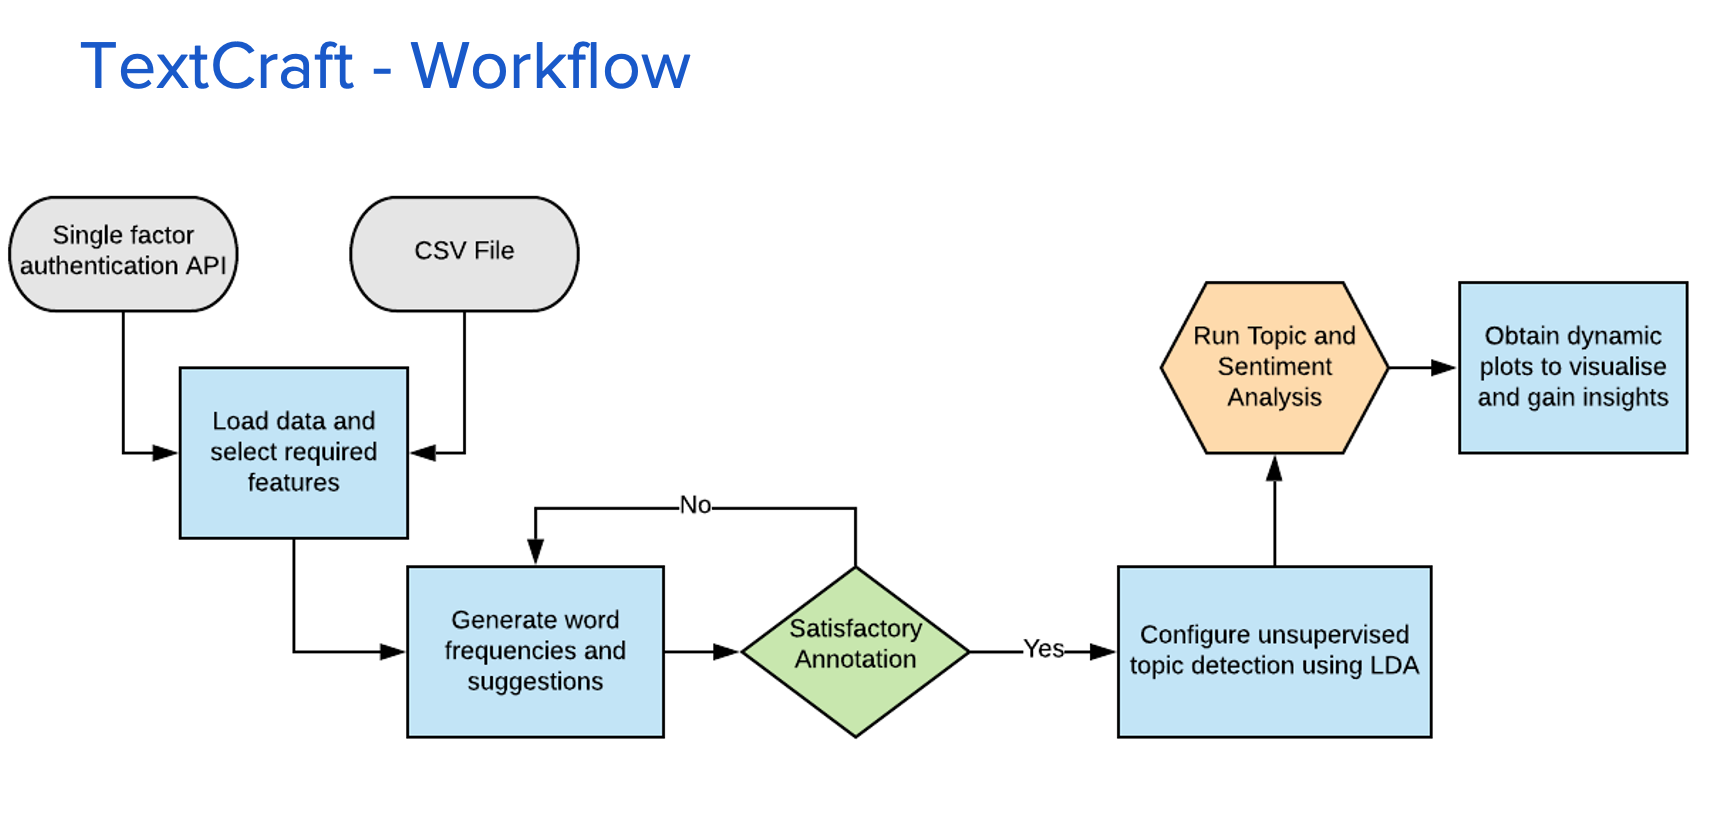 TextCraft - Workflow
Single factor
authentication API
CSV File
Load data and
select required
features
No
Generate word
frequencies and
suggestions
Satisfactory
Annotation
Yes
Configure unsupervised
topic detection using LDA
Run Topic and
Sentiment
Analysis
Obtain dynamic
plots to visualise
and gain insights